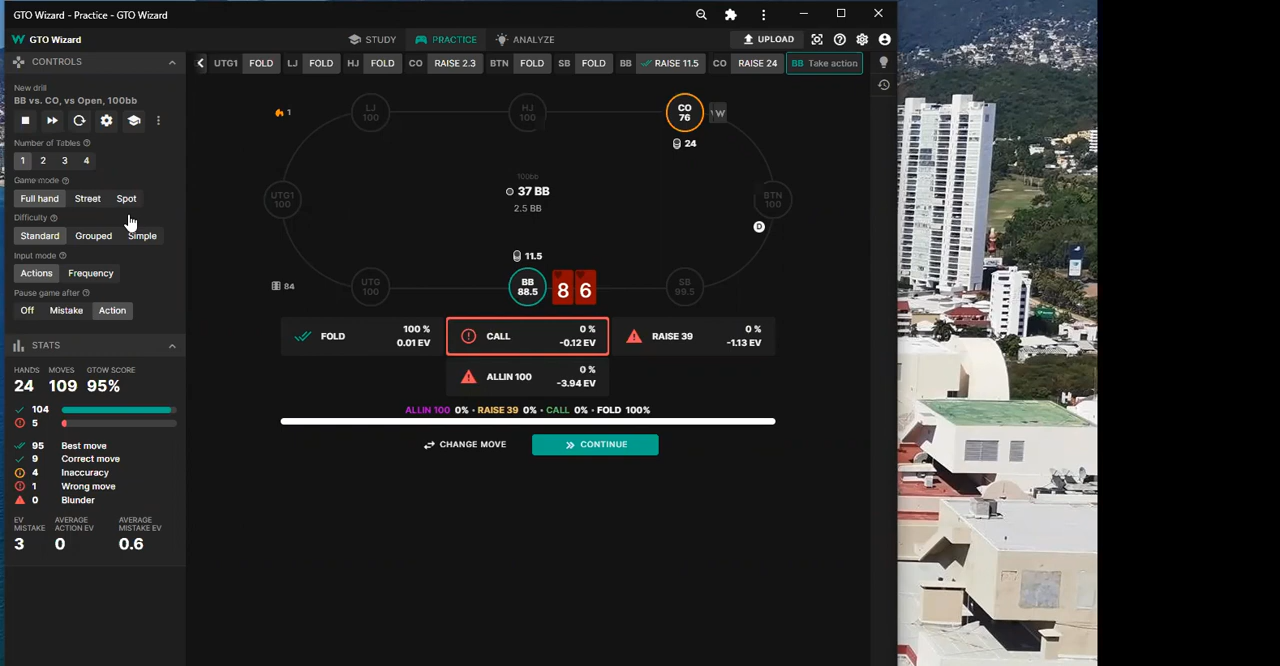 GTO Wizard - Practice - GTO Wizard
GTO Wizard
STUDY PRACTICE ANALYZE UPLOAD
CONTROLS
UTG1 FOLD LJ FOLD HJ FOLD CO RAISE 2.3 BTN FOLD SB FOLD BB RAISE 11.5 CO RAISE 24 BB Take action
New drill
BB vs. CO, vs Open, 100bb
Number of Tables
1 2 3 4
Game mode
Full hand Street Spot
Difficulty
Standard Grouped Simple
Input mode
Actions Frequency
Pause game after
Off Mistake Action
STATS
HANDS MOVES GTOW SCORE
24 109 95%
104
5
95 Best move
9 Correct move
4 Inaccuracy
1 Wrong move
0 Blunder
EV MISTAKE
AVERAGE ACTION EV
AVERAGE MISTAKE EV
3 0 0.6
1
LJ
100
HJ
100
CO
76
W
24
100bb
37 BB
2.5 BB
UTG1
100
BTN
100
D
11.5
84
UTG
100
BB
88.5
8 6
SB
99.5
FOLD 100 % 0.01 EV
CALL 0 % -0.12 EV
RAISE 39 0 % -1.13 EV
ALLIN 100 0 % -3.94 EV
ALLIN 100 0% • RAISE 39 0% • CALL 0% • FOLD 100%
CHANGE MOVE CONTINUE